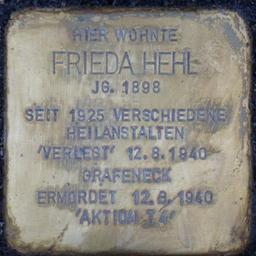 HIER WOHNTE
FRIEDA HEHL
JG. 1898
SEIT 1925 VERSCHIEDENE
HEILANSTALTEN
'VERLEGT' 12.8.1940
GRAFENECK
ERMORDET 12.8.1940
'AKTION T4'